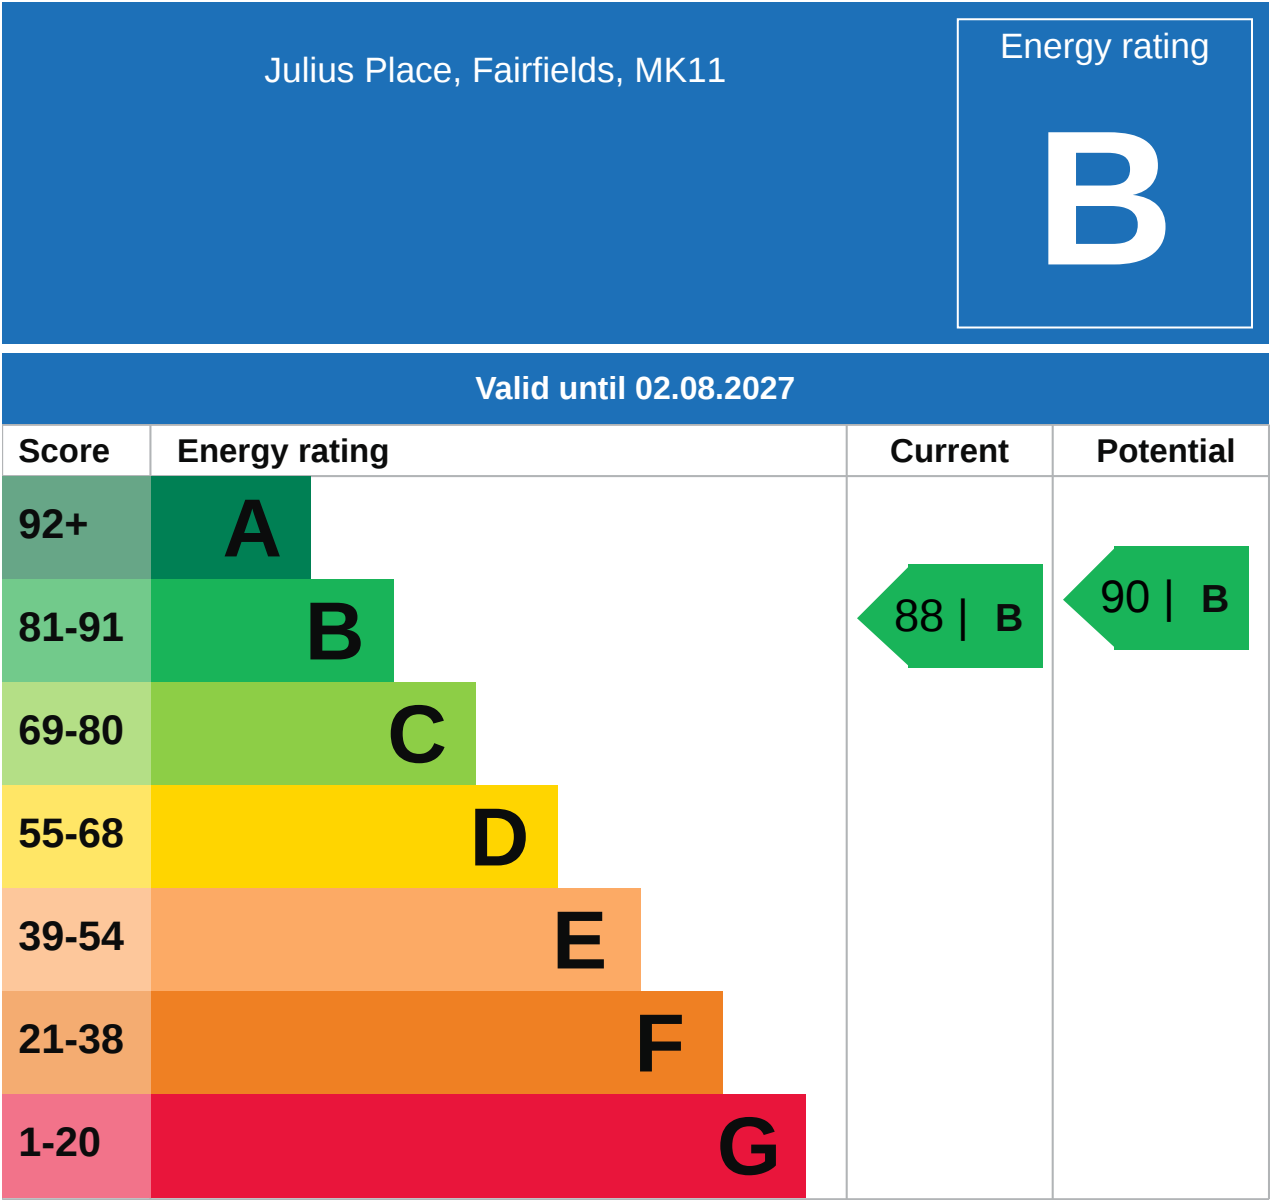 Julius Place, Fairfields, MK11
Energy rating
B
Valid until 02.08.2027
Score Energy rating Current Potential
92+ A
81-91 B 88 | B 90 | B
69-80 C
55-68 D
39-54 E
21-38 F
1-20 G